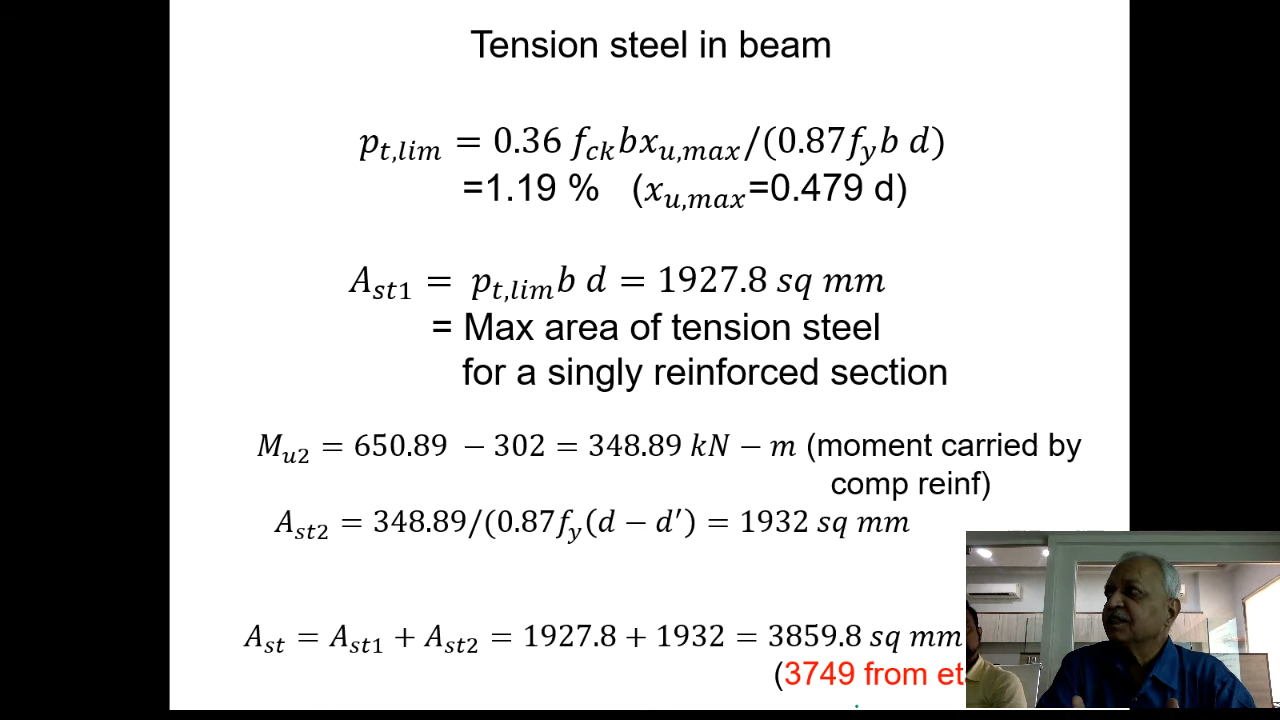 Tension steel in beam
p_{t,lim} = 0.36 f_{ck}bx_{u,max}/(0.87f_yb d)
=1.19 % (x_{u,max}=0.479 d)
A_{st1} = p_{t,lim}b d = 1927.8 sq mm
= Max area of tension steel
for a singly reinforced section
M_{u2} = 650.89 − 302 = 348.89 kN − m (moment carried by
comp reinf)
A_{st2} = 348.89/(0.87f_y(d − d′) = 1932 sq mm
A_{st} = A_{st1} + A_{st2} = 1927.8 + 1932 = 3859.8 sq mm
(3749 from